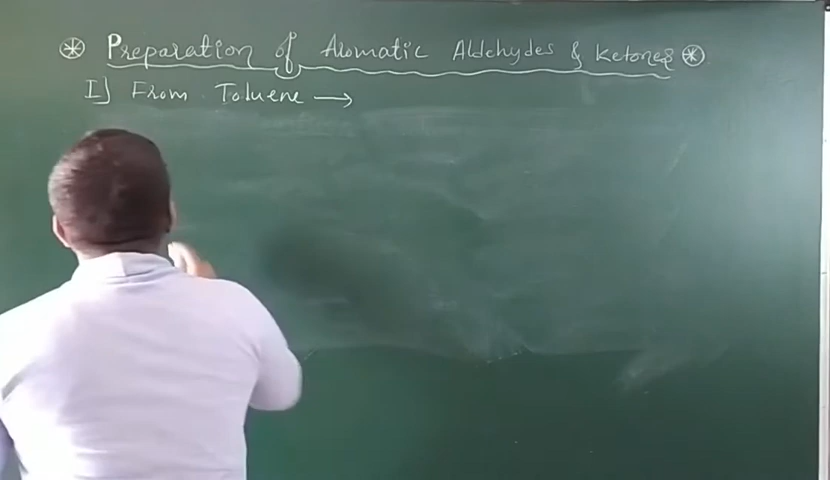 ⊛ Preparation of Aromatic Aldehydes & Ketones ⊛
I] From Toluene →